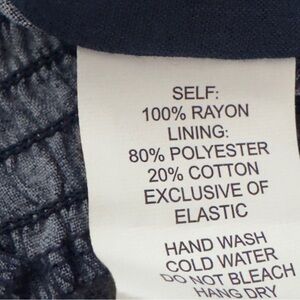 SELF:
100% RAYON
LINING:
80% POLYESTER
20% COTTON
EXCLUSIVE OF
ELASTIC
HAND WASH
COLD WATER
DO NOT BLEACH
HANG DRY